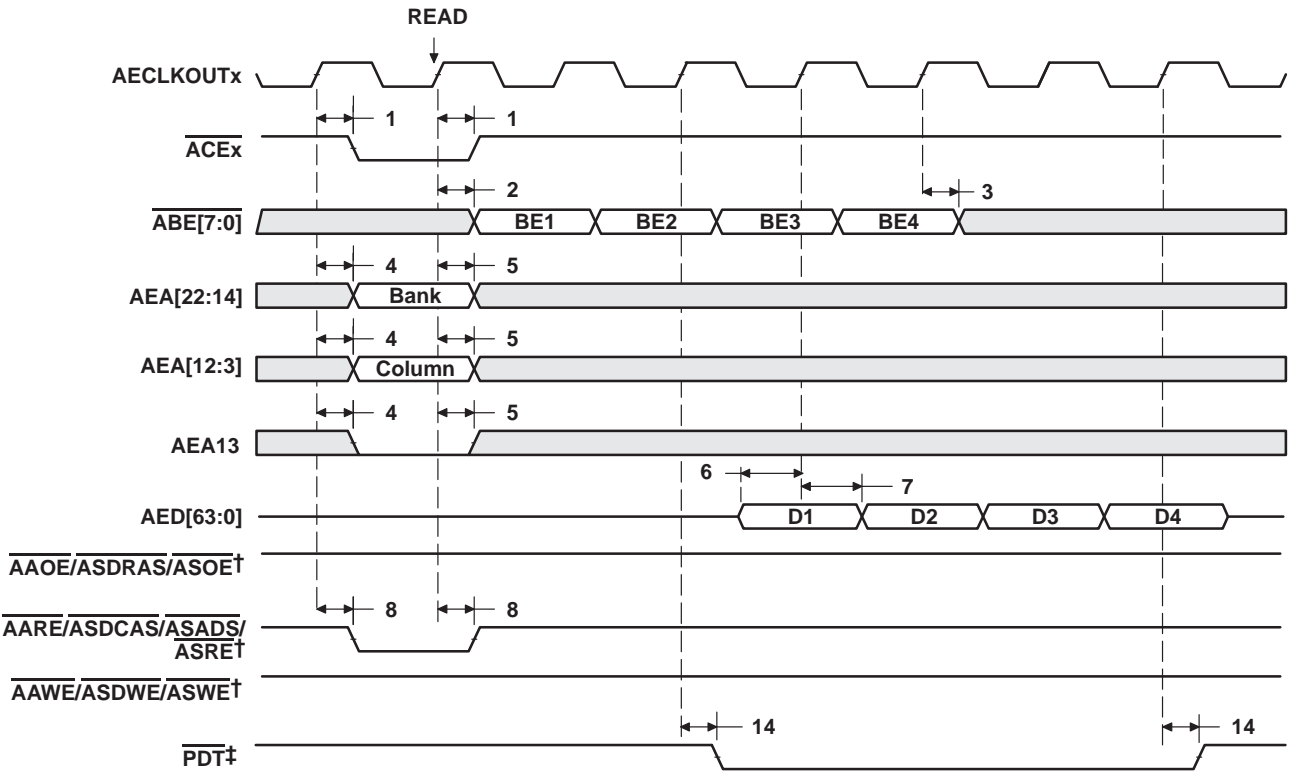 READ
AECLKOUTx
1 1
ACEx
2 3
ABE[7:0] BE1 BE2 BE3 BE4
4 5
AEA[22:14] Bank
4 5
AEA[12:3] Column
4 5
AEA13
6 7
AED[63:0] D1 D2 D3 D4
AAOE/ASDRAS/ASOE†
8 8
AARE/ASDCAS/ASADS/
ASRE†
AAWE/ASDWE/ASWE†
14 14
PDT‡